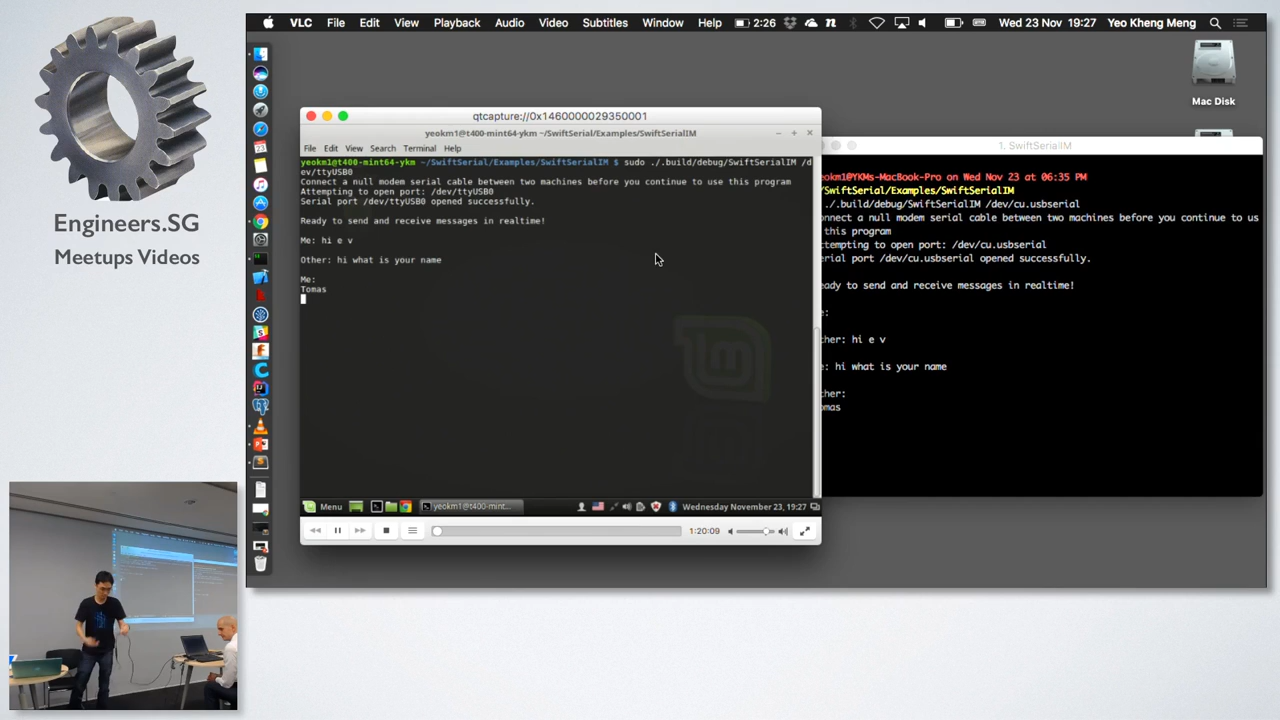 Engineers.SG
Meetups Videos
VLC File Edit View Playback Audio Video Subtitles Window Help 2:26 Wed 23 Nov 19:27 Yeo Kheng Meng
Mac Disk
qtcapture://0x1460000029350001
yeokm1@t400-mint64-ykm ~/SwiftSerial/Examples/SwiftSerialIM
File Edit View Search Terminal Help
yeokm1@t400-mint64-ykm ~/SwiftSerial/Examples/SwiftSerialIM $ sudo ./.build/debug/SwiftSerialIM /d
ev/ttyUSB0
Connect a null modem serial cable between two machines before you continue to use this program
Attempting to open port: /dev/ttyUSB0
Serial port /dev/ttyUSB0 opened successfully.
Ready to send and receive messages in realtime!
Me: hi e v
Other: hi what is your name
Me:
Tomas
Menu yeokm1@t400-mint... Wednesday November 23, 19:27
1:20:09
1. SwiftSerialIM
eokm1@YKMs-MacBook-Pro on Wed Nov 23 at 06:35 PM
/SwiftSerial/Examples/SwiftSerialIM
./.build/debug/SwiftSerialIM /dev/cu.usbserial
onnect a null modem serial cable between two machines before you continue to us
this program
ttempting to open port: /dev/cu.usbserial
erial port /dev/cu.usbserial opened successfully.
eady to send and receive messages in realtime!
e:
ther: hi e v
e: hi what is your name
ther:
omas